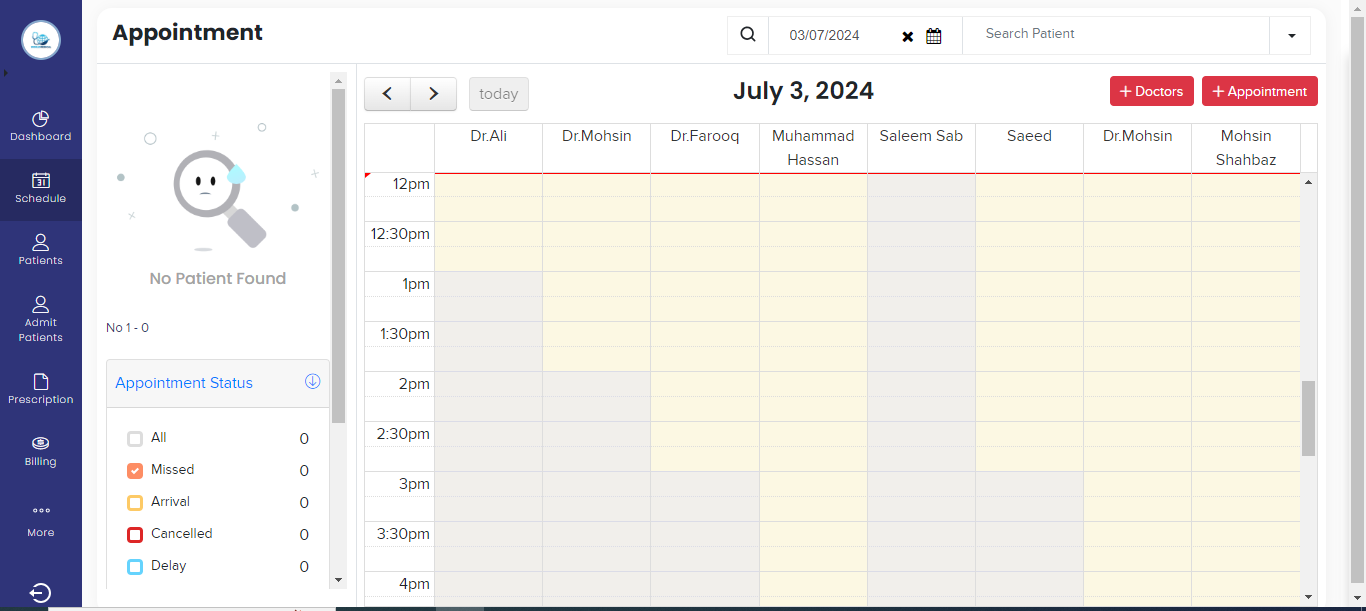 Appointment
03/07/2024
Search Patient
Dashboard
Schedule
Patients
Admit
Patients
Prescription
Billing
More
No Patient Found
No 1 - 0
Appointment Status
All 0
Missed 0
Arrival 0
Cancelled 0
Delay 0
today
July 3, 2024
+ Doctors
+ Appointment
Dr.Ali
Dr.Mohsin
Dr.Farooq
Muhammad
Hassan
Saleem Sab
Saeed
Dr.Mohsin
Mohsin
Shahbaz
12pm
12:30pm
1pm
1:30pm
2pm
2:30pm
3pm
3:30pm
4pm